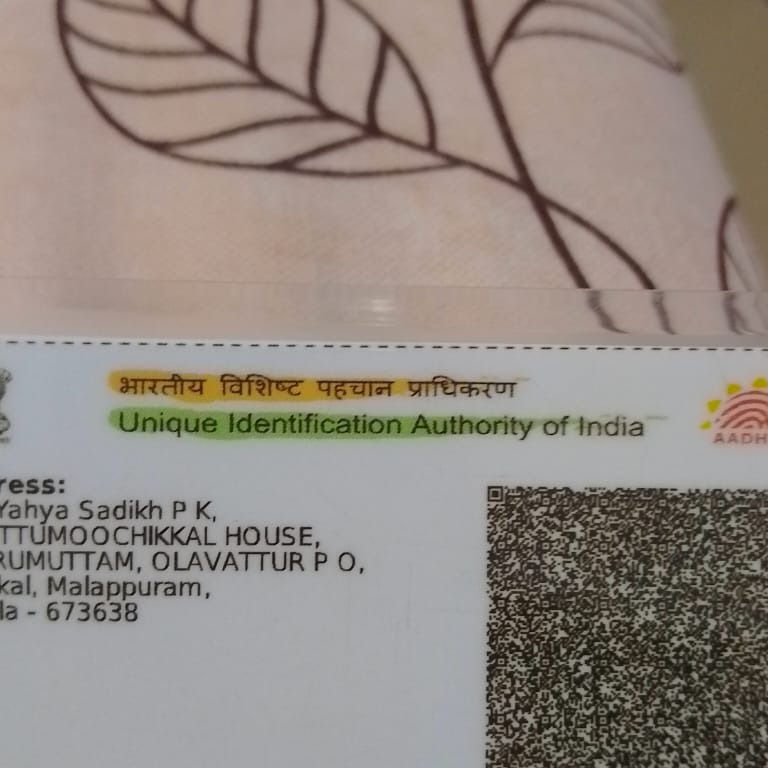 भारतीय विशिष्ट पहचान प्राधिकरण
Unique Identification Authority of India
AADH
ress:
Yahya Sadikh P K,
TTUMOOCHIKKAL HOUSE,
RUMUTTAM, OLAVATTUR P O,
kal, Malappuram,
la - 673638